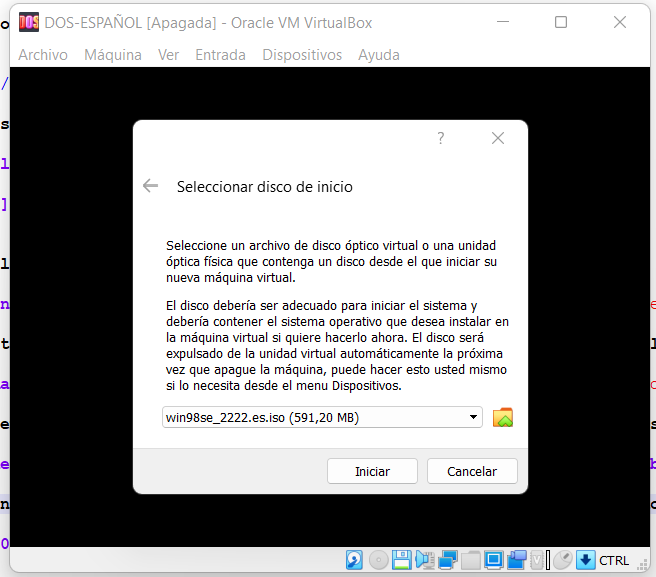 DOS
DOS-ESPAÑOL [Apagada] - Oracle VM VirtualBox
Archivo Máquina Ver Entrada Dispositivos Ayuda
?
Seleccionar disco de inicio
Seleccione un archivo de disco óptico virtual o una unidad
óptica física que contenga un disco desde el que iniciar su
nueva máquina virtual.
El disco debería ser adecuado para iniciar el sistema y
debería contener el sistema operativo que desea instalar en
la máquina virtual si quiere hacerlo ahora. El disco será
expulsado de la unidad virtual automáticamente la próxima
vez que apague la máquina, puede hacer esto usted mismo
si lo necesita desde el menu Dispositivos.
win98se_2222.es.iso (591,20 MB)
Iniciar Cancelar
CTRL